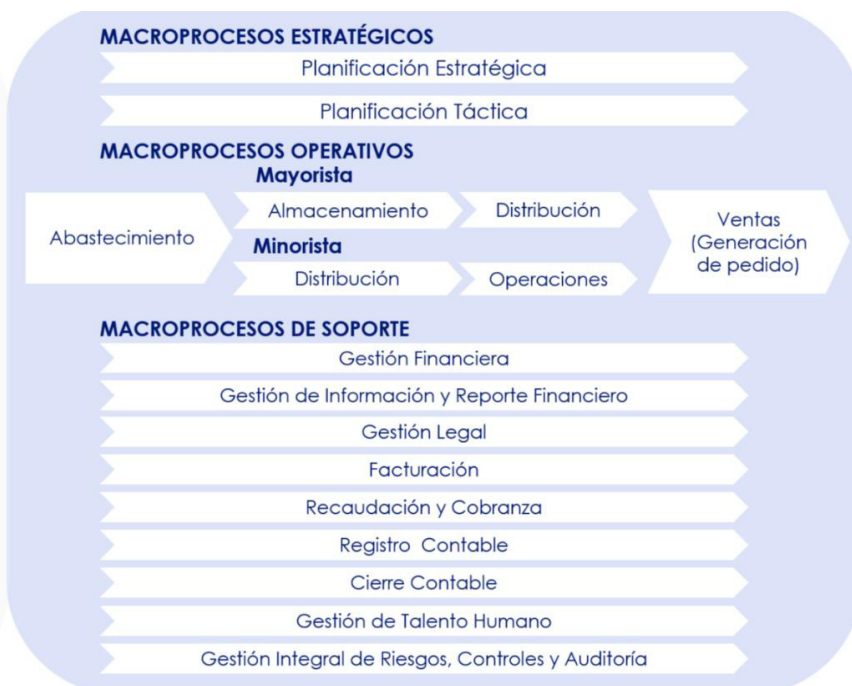 MACROPROCESOS ESTRATÉGICOS
Planificación Estratégica
Planificación Táctica
MACROPROCESOS OPERATIVOS
Mayorista
Abastecimiento
Almacenamiento
Distribución
Minorista
Distribución
Operaciones
Ventas
(Generación
de pedido)
MACROPROCESOS DE SOPORTE
Gestión Financiera
Gestión de Información y Reporte Financiero
Gestión Legal
Facturación
Recaudación y Cobranza
Registro Contable
Cierre Contable
Gestión de Talento Humano
Gestión Integral de Riesgos, Controles y Auditoría